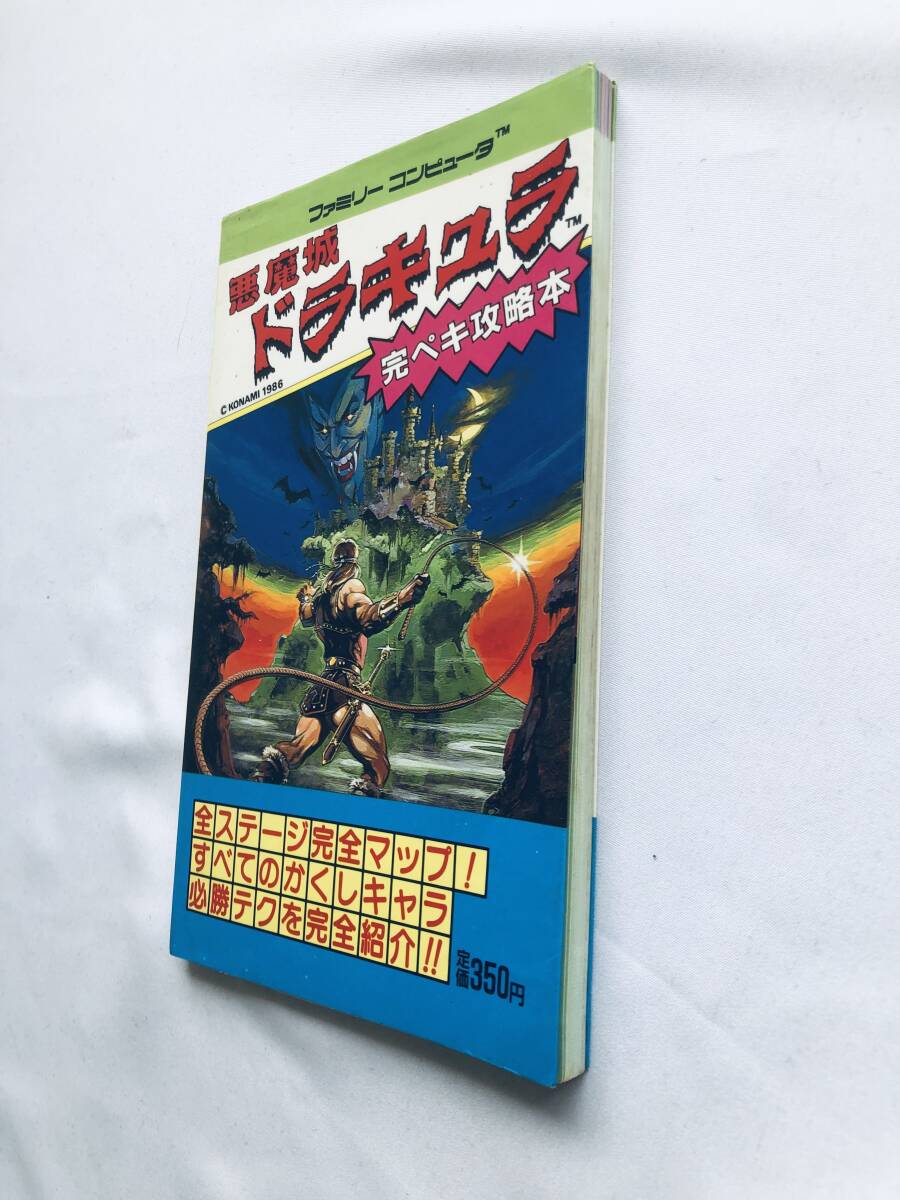 ファミリー コンピュータ™
悪魔城
ドラキュラ™
完ペキ攻略本
© KONAMI 1986
全ステージ完全マップ!
すべてのかくしキャラ
必勝テクを完全紹介!!
定価350円